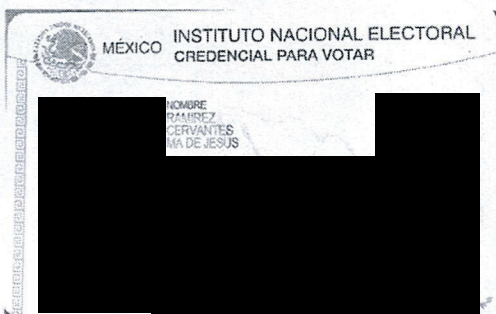 MÉXICO INSTITUTO NACIONAL ELECTORAL
CREDENCIAL PARA VOTAR
NOMBRE
RAMIREZ
CERVANTES
MA DE JESUS